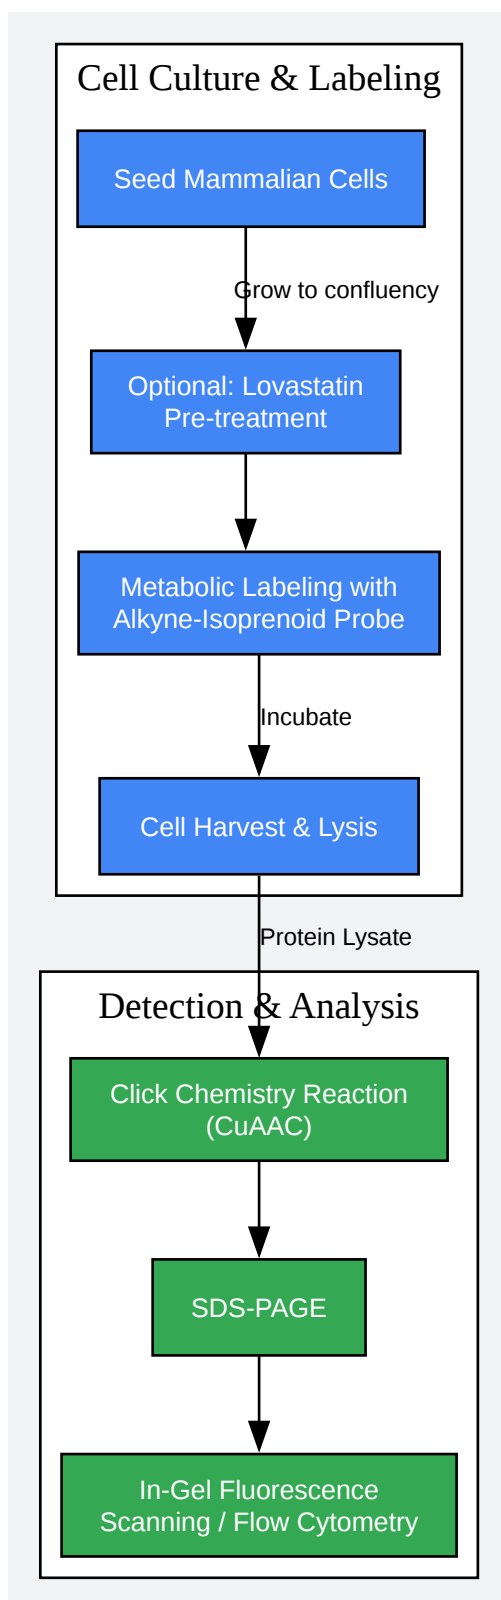 Cell Culture & Labeling
Seed Mammalian Cells
Grow to confluency
Optional: Lovastatin
Pre-treatment
Metabolic Labeling with
Alkyne-Isoprenoid Probe
Incubate
Cell Harvest & Lysis
Protein Lysate
Detection & Analysis
Click Chemistry Reaction
(CuAAC)
SDS-PAGE
In-Gel Fluorescence
Scanning / Flow Cytometry